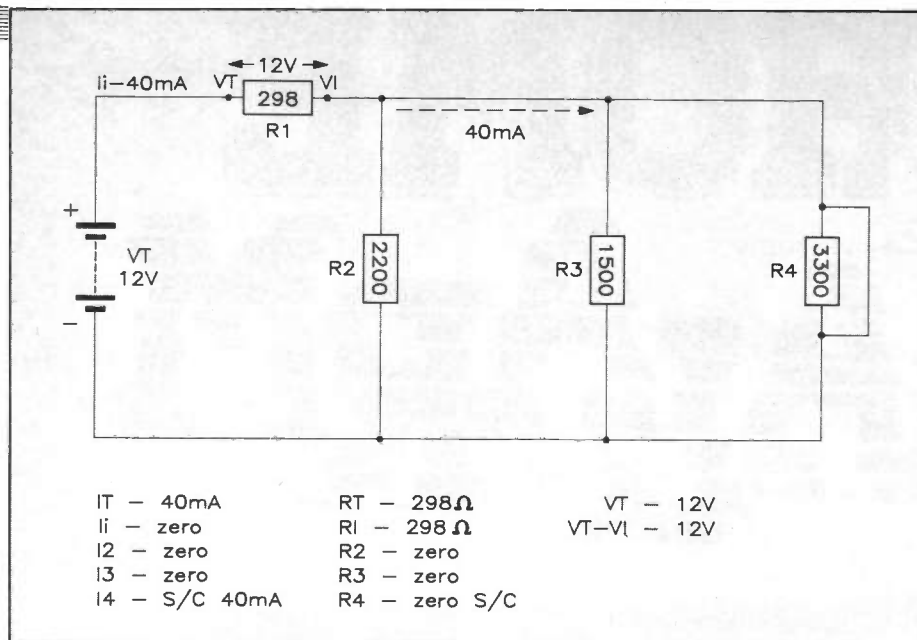 12V
Ii-40mA VT VI
298
R1
40mA
+
VT
12V
-
R2 2200
R3 1500
R4 3300
IT - 40mA RT - 298Ω VT - 12V
Ii - zero RI - 298Ω VT-VI - 12V
I2 - zero R2 - zero
I3 - zero R3 - zero
I4 - S/C 40mA R4 - zero S/C